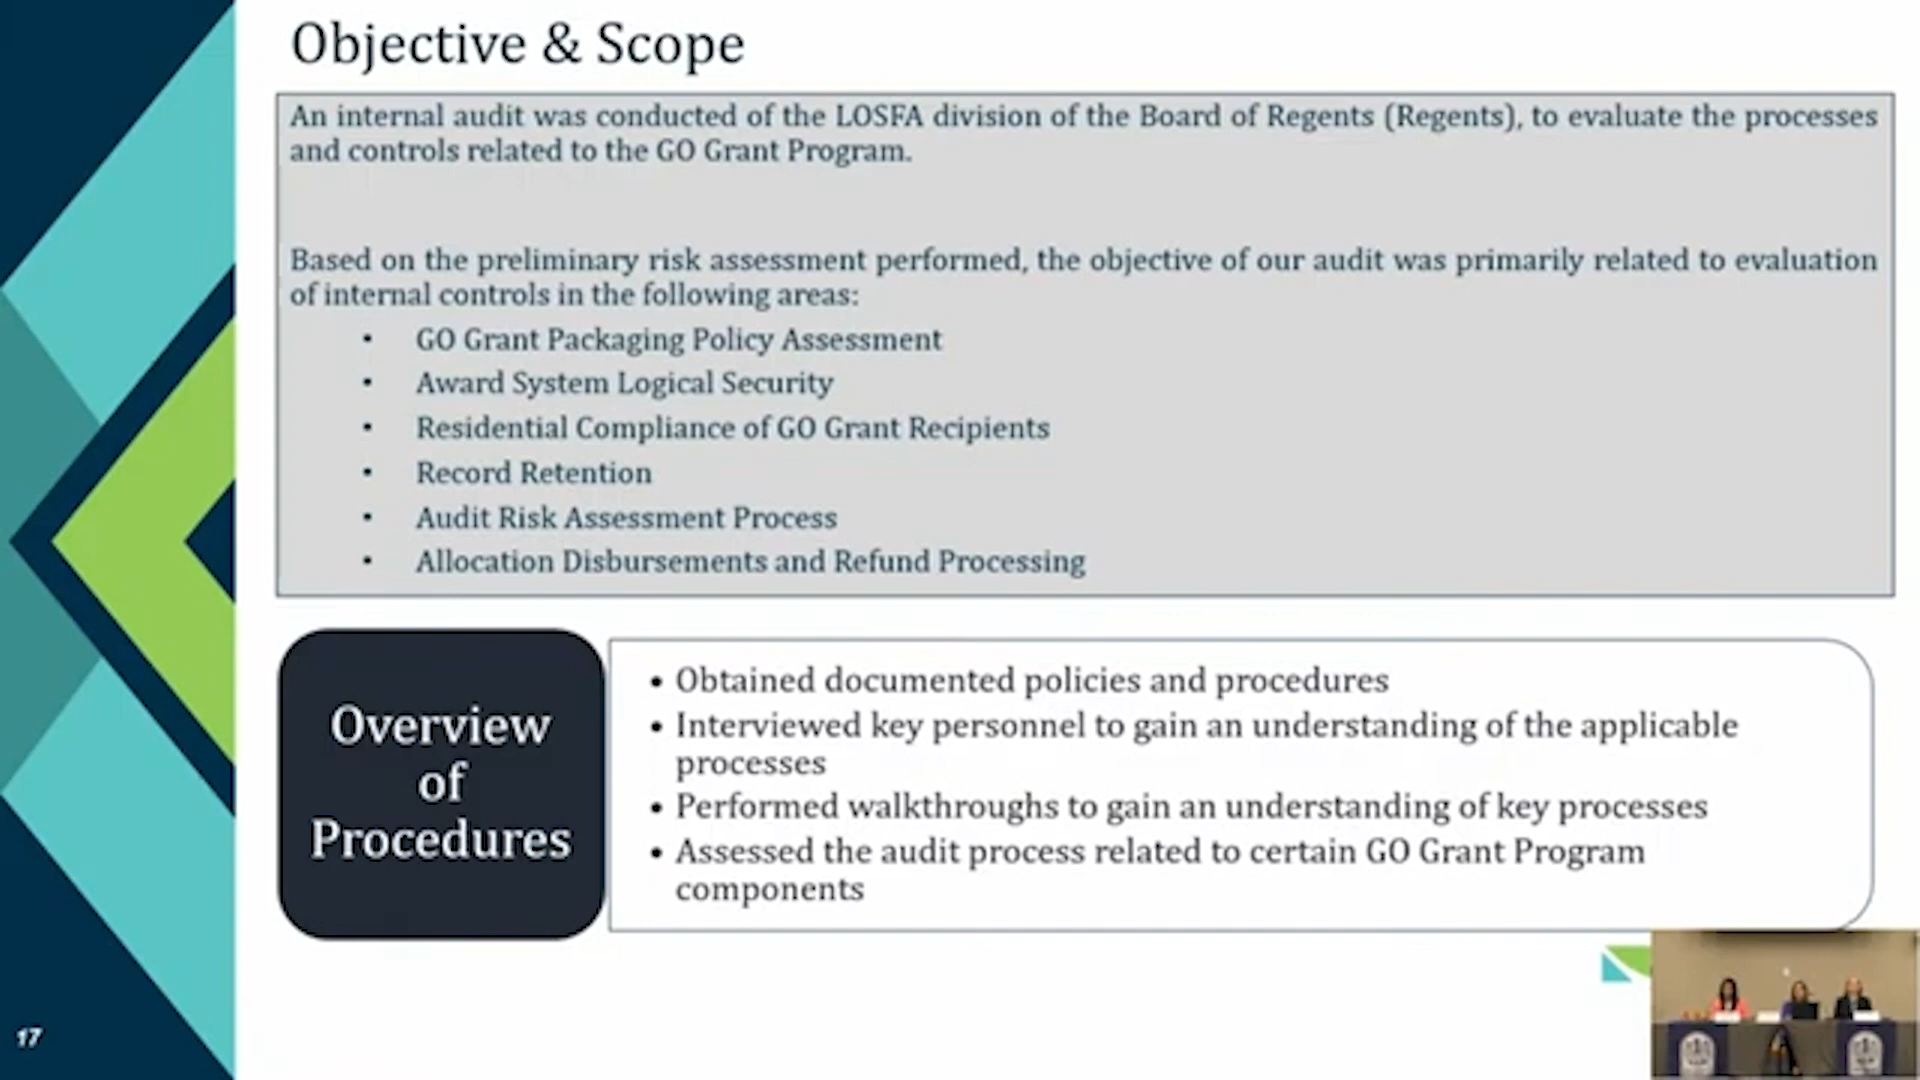 Objective & Scope
An internal audit was conducted of the LOSFA division of the Board of Regents (Regents), to evaluate the processes
and controls related to the GO Grant Program.
Based on the preliminary risk assessment performed, the objective of our audit was primarily related to evaluation
of internal controls in the following areas:
• GO Grant Packaging Policy Assessment
• Award System Logical Security
• Residential Compliance of GO Grant Recipients
• Record Retention
• Audit Risk Assessment Process
• Allocation Disbursements and Refund Processing
Overview
of
Procedures
• Obtained documented policies and procedures
• Interviewed key personnel to gain an understanding of the applicable
processes
• Performed walkthroughs to gain an understanding of key processes
• Assessed the audit process related to certain GO Grant Program
components
17